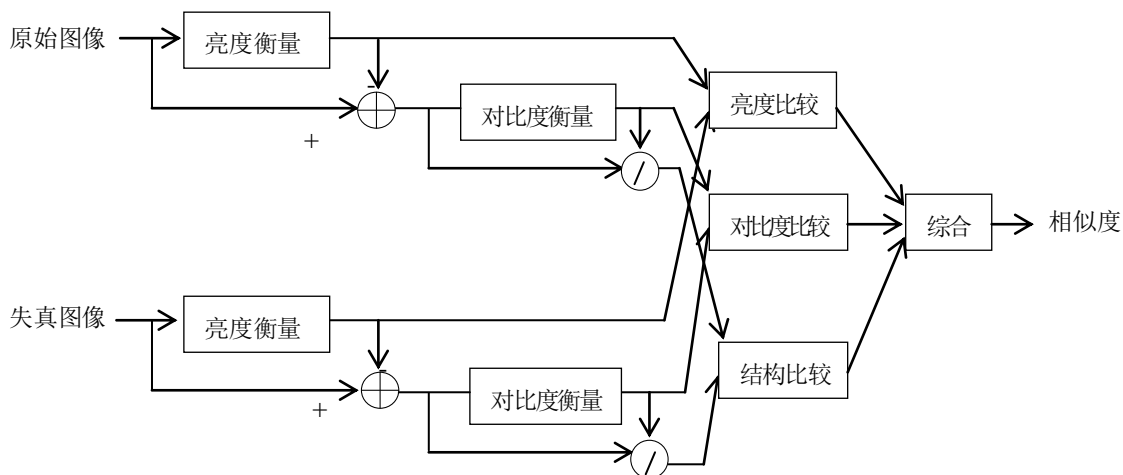 原始图像
亮度衡量
-
+
对比度衡量
/
亮度比较
对比度比较
综合
相似度
失真图像
亮度衡量
-
+
对比度衡量
/
结构比较